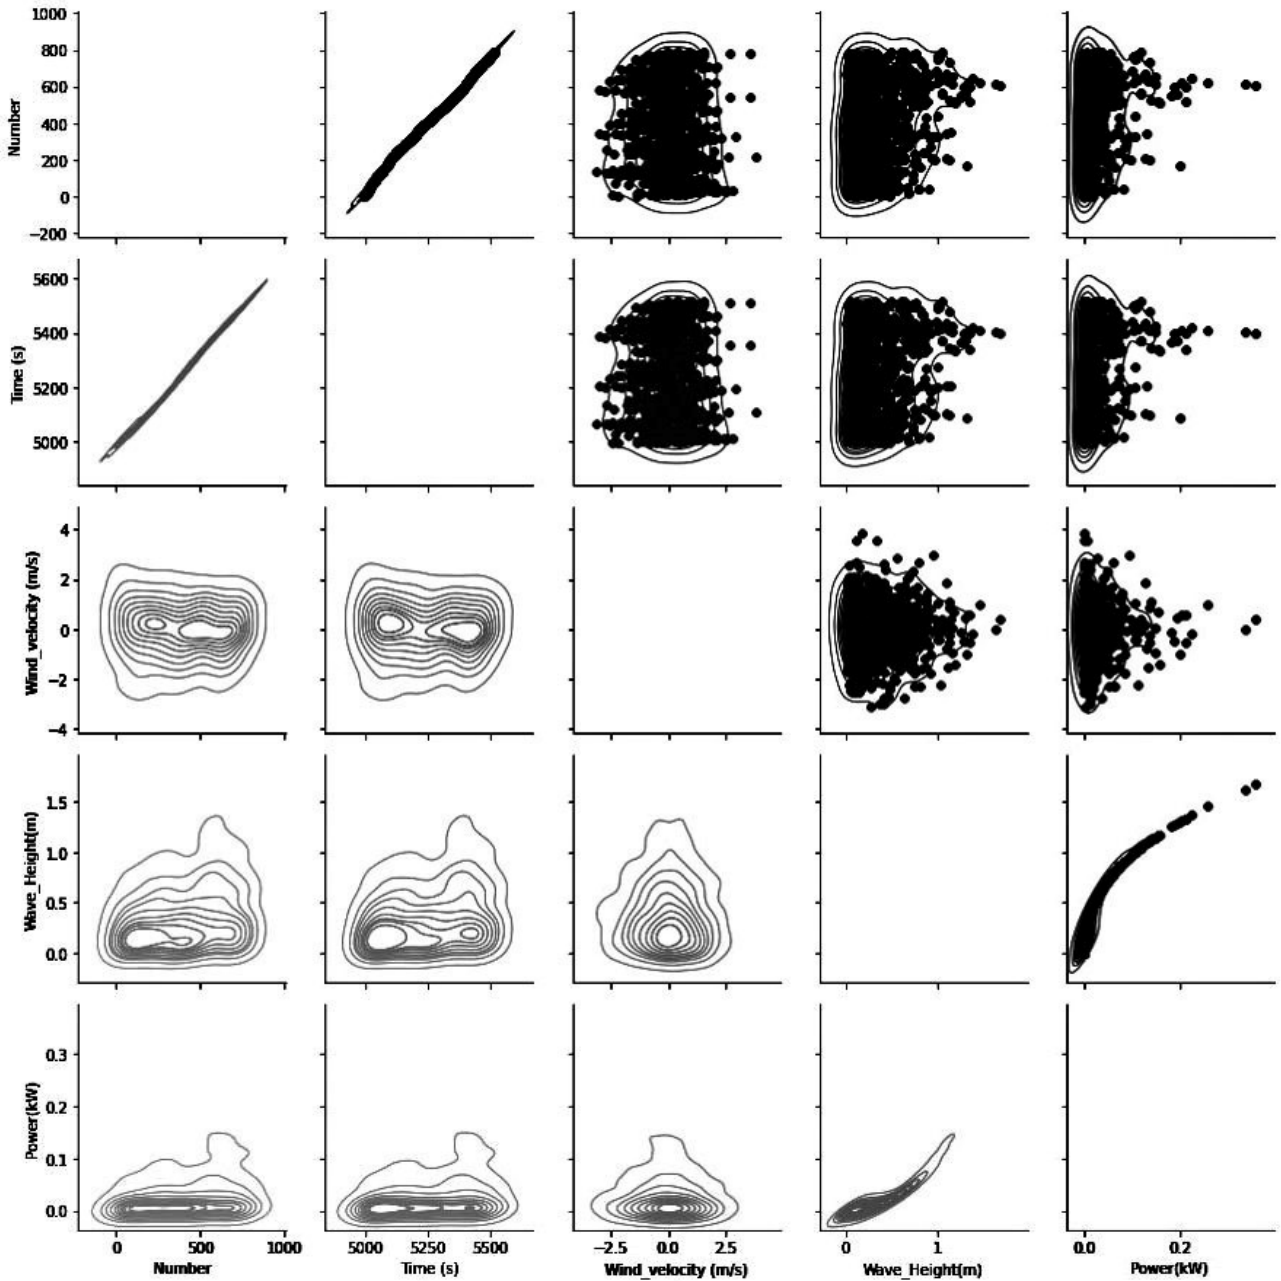 1000
800
600
400
200
0
−200
Number
5600
5400
5200
5000
Time (s)
4
2
0
−2
−4
Wind_velocity (m/s)
1.5
1.0
0.5
0.0
Wave_Height(m)
0.3
0.2
0.1
0.0
Power(kW)
0 500 1000
5000 5250 5500
−2.5 0.0 2.5
0 1
0.0 0.2
Number
Time (s)
Wind_velocity (m/s)
Wave_Height(m)
Power(kW)